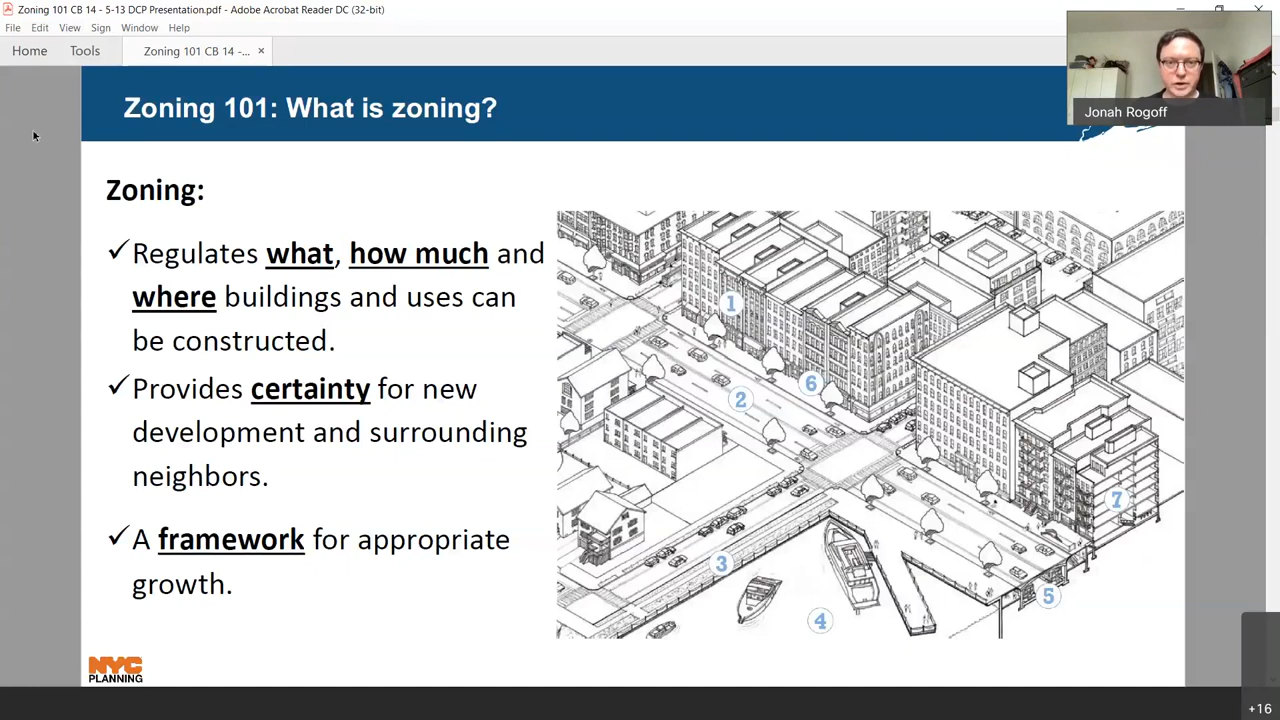 Zoning 101 CB 14 - 5-13 DCP Presentation.pdf - Adobe Acrobat Reader DC (32-bit)
File Edit View Sign Window Help
Home Tools Zoning 101 CB 14 -... ×
Jonah Rogoff
Zoning 101: What is zoning?
Zoning:
✓Regulates what, how much and
where buildings and uses can
be constructed.
✓Provides certainty for new
development and surrounding
neighbors.
✓A framework for appropriate
growth.
1
6
2
7
3
5
4
NYC
PLANNING
+16